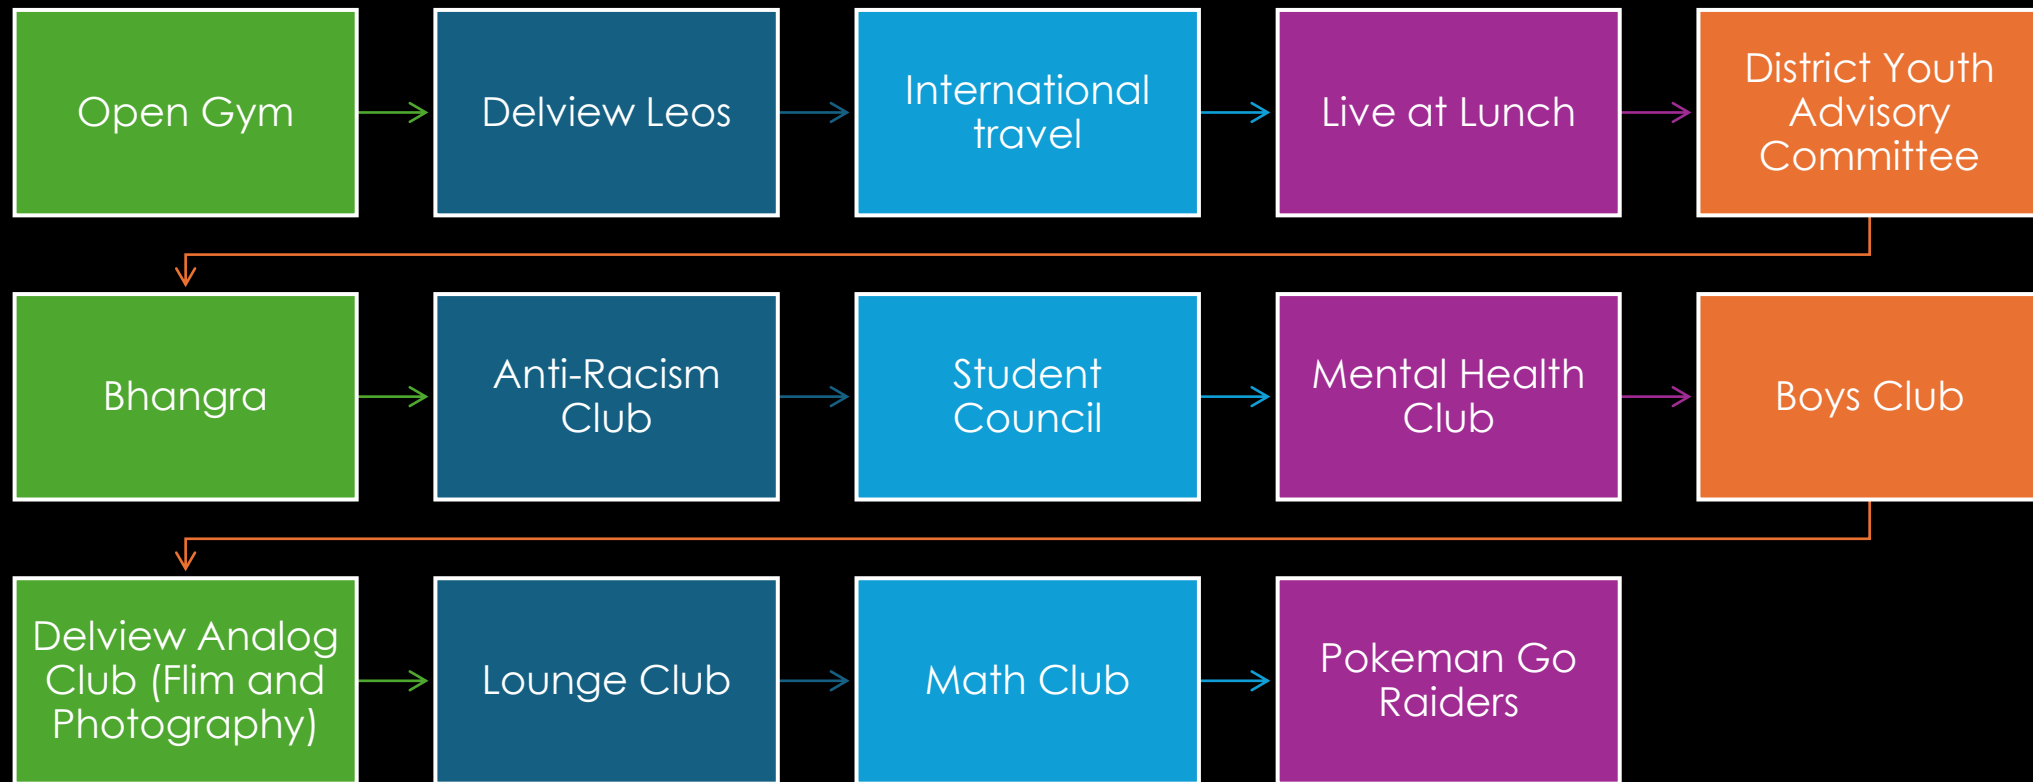 Open Gym
Delview Leos
International
travel
Live at Lunch
District Youth
Advisory
Committee
Bhangra
Anti-Racism
Club
Student
Council
Mental Health
Club
Boys Club
Delview Analog
Club (Flim and
Photography)
Lounge Club
Math Club
Pokeman Go
Raiders